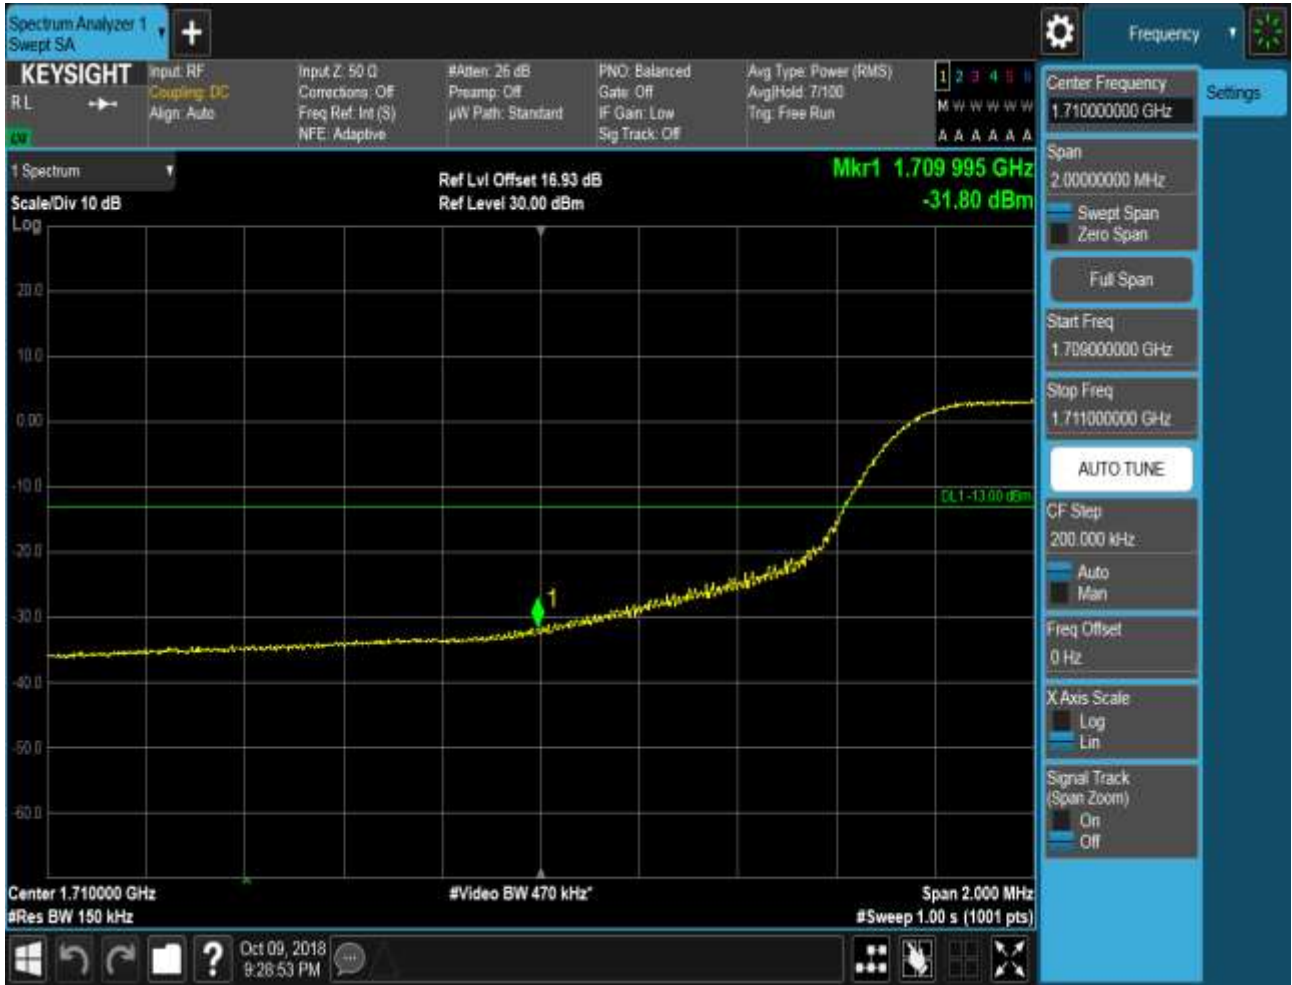 Spectrum Analyzer 1
Swept SA
Frequency
KEYSIGHT
R L
Input: RF
Coupling: DC
Align: Auto
Input Z: 50 Ω
Corrections: Off
Freq Ref: Int (S)
NFE: Adaptive
#Atten: 26 dB
Preamp: Off
µW Path: Standard
PNO: Balanced
Gate: Off
IF Gain: Low
Sig Track: Off
Avg Type: Power (RMS)
Avg|Hold: 7/100
Trig: Free Run
1 2 3 4 5 6
M W W W W W
A A A A A A
1 Spectrum
Scale/Div 10 dB
Log
Ref Lvl Offset 16.93 dB
Ref Level 30.00 dBm
Mkr1 1.709 995 GHz
-31.80 dBm
20.0
10.0
0.00
-10.0
-20.0
-30.0
-40.0
-50.0
-60.0
DL1 -13.00 dBm
1
Center 1.710000 GHz
#Res BW 150 kHz
#Video BW 470 kHz*
Span 2.000 MHz
#Sweep 1.00 s (1001 pts)
Oct 09, 2018
9:28:53 PM
Center Frequency
1.710000000 GHz
Settings
Span
2.00000000 MHz
Swept Span
Zero Span
Full Span
Start Freq
1.709000000 GHz
Stop Freq
1.711000000 GHz
AUTO TUNE
CF Step
200.000 kHz
Auto
Man
Freq Offset
0 Hz
X Axis Scale
Log
Lin
Signal Track
(Span Zoom)
On
Off